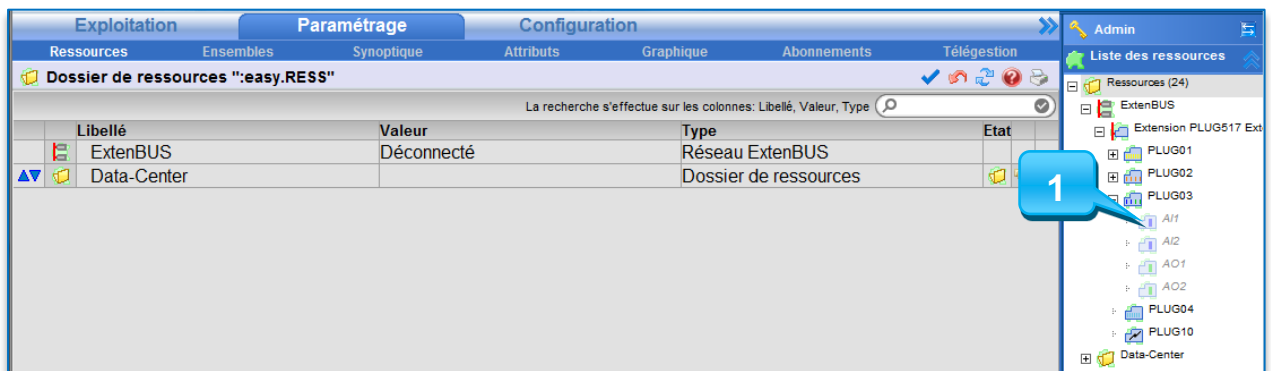 Exploitation Paramétrage Configuration
Ressources Ensembles Synoptique Attributs Graphique Abonnements Télégestion
Dossier de ressources ":easy.RESS"
La recherche s'effectue sur les colonnes: Libellé, Valeur, Type
Libellé Valeur Type Etat
ExtenBUS Déconnecté Réseau ExtenBUS
Data-Center Dossier de ressources
1
Admin
Liste des ressources
Ressources (24)
ExtenBUS
Extension PLUG517 Ext
PLUG01
PLUG02
PLUG03
AI1
AI2
AO1
AO2
PLUG04
PLUG10
Data-Center